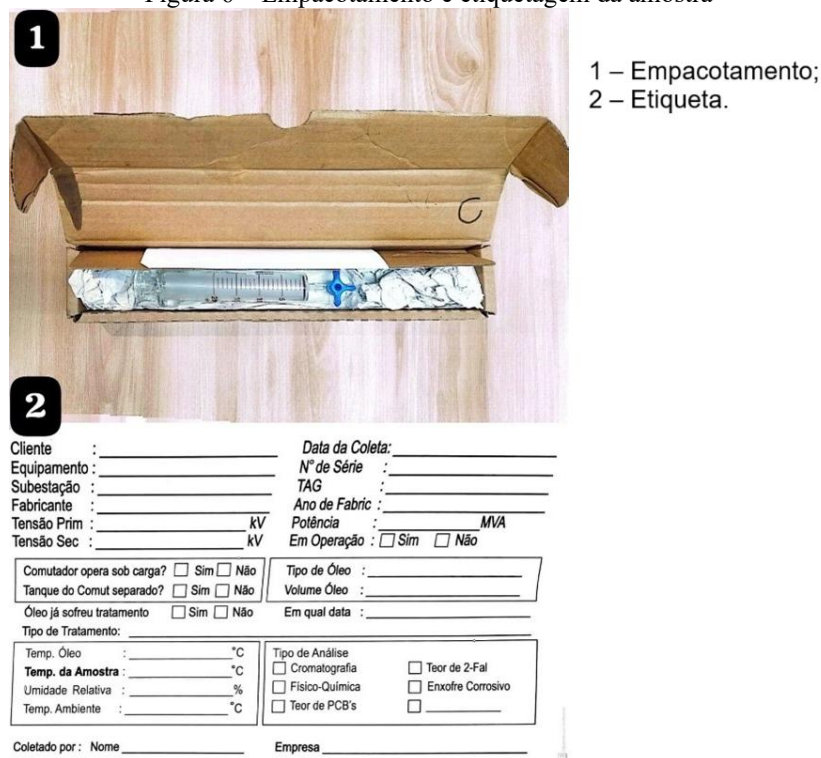 Figura 6 – Empacotamento e etiquetagem da amostra
1
1 – Empacotamento;
2 – Etiqueta.
C
2
Cliente : Data da Coleta:
Equipamento : N° de Série :
Subestação : TAG :
Fabricante : Ano de Fabric :
Tensão Prim : kV Potência : MVA
Tensão Sec : kV Em Operação : Sim Não
Comutador opera sob carga? Sim Não Tipo de Óleo :
Tanque do Comut separado? Sim Não Volume Óleo :
Óleo já sofreu tratamento Sim Não Em qual data :
Tipo de Tratamento:
Temp. Óleo : °C Tipo de Análise
Temp. da Amostra : °C Cromatografia Teor de 2-Fal
Umidade Relativa : % Físico-Química Enxofre Corrosivo
Temp. Ambiente : °C Teor de PCB's
Coletado por : Nome Empresa